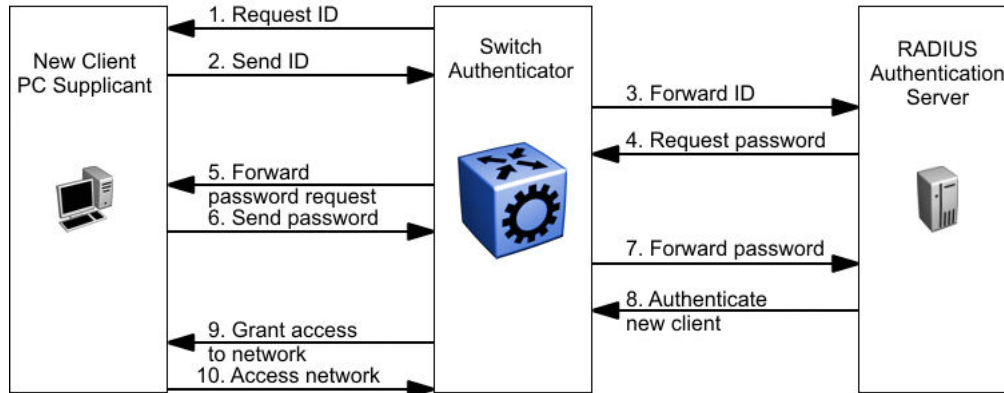 New Client
PC Supplicant
Switch
Authenticator
RADIUS
Authentication
Server
1. Request ID
2. Send ID
3. Forward ID
4. Request password
5. Forward
password request
6. Send password
7. Forward password
8. Authenticate
new client
9. Grant access
to network
10. Access network